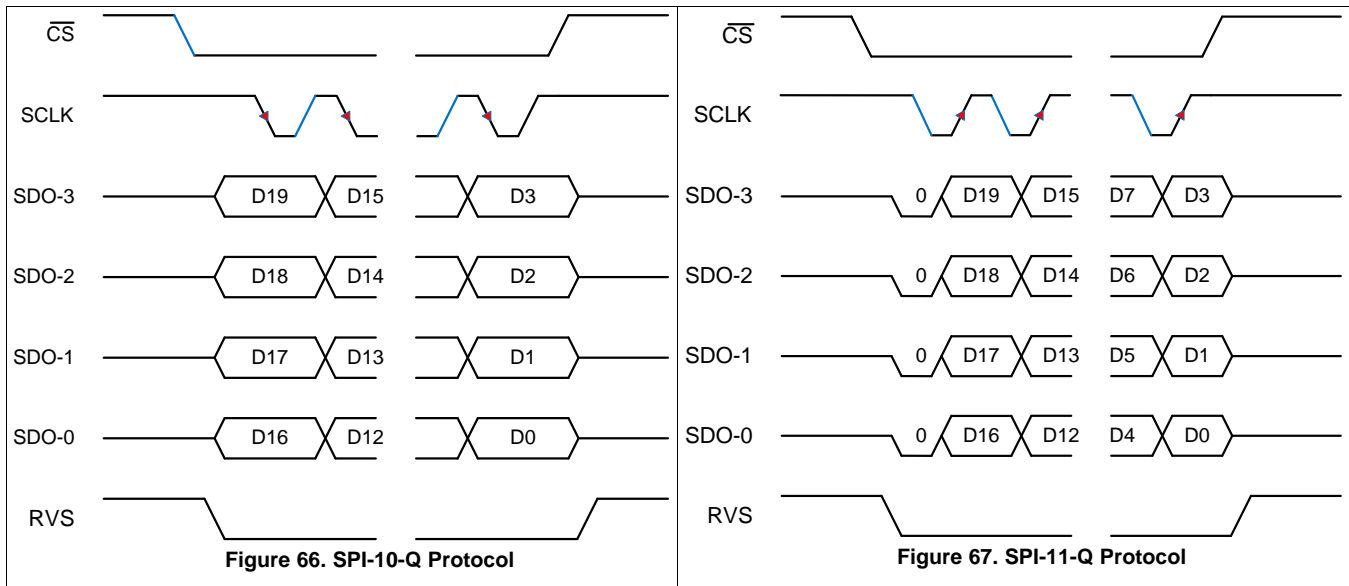 CS
SCLK
SDO-3 D19 D15 D3
SDO-2 D18 D14 D2
SDO-1 D17 D13 D1
SDO-0 D16 D12 D0
RVS
Figure 66. SPI-10-Q Protocol
CS
SCLK
SDO-3 0 D19 D15 D7 D3
SDO-2 0 D18 D14 D6 D2
SDO-1 0 D17 D13 D5 D1
SDO-0 0 D16 D12 D4 D0
RVS
Figure 67. SPI-11-Q Protocol